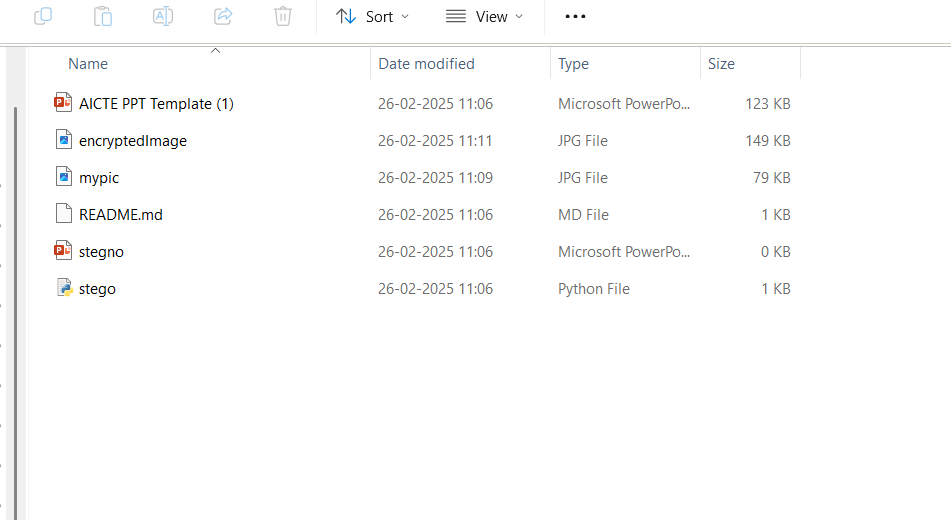 Sort View
Name Date modified Type Size
AICTE PPT Template (1) 26-02-2025 11:06 Microsoft PowerPo... 123 KB
encryptedImage 26-02-2025 11:11 JPG File 149 KB
mypic 26-02-2025 11:09 JPG File 79 KB
README.md 26-02-2025 11:06 MD File 1 KB
stegno 26-02-2025 11:06 Microsoft PowerPo... 0 KB
stego 26-02-2025 11:06 Python File 1 KB